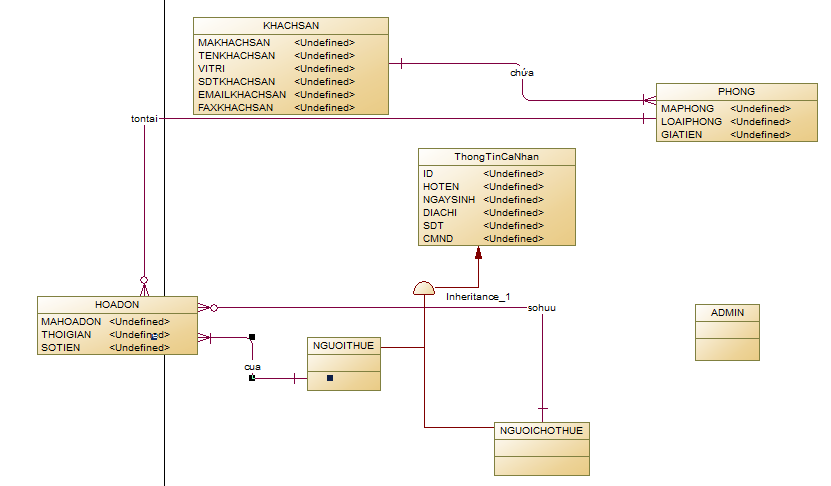 KHACHSAN
MAKHACHSAN <Undefined>
TENKHACHSAN <Undefined>
VITRI <Undefined>
SDTKHACHSAN <Undefined>
EMAILKHACHSAN <Undefined>
FAXKHACHSAN <Undefined>
chứa
PHONG
MAPHONG <Undefined>
LOAIPHONG <Undefined>
GIATIEN <Undefined>
tontai
ThongTinCaNhan
ID <Undefined>
HOTEN <Undefined>
NGAYSINH <Undefined>
DIACHI <Undefined>
SDT <Undefined>
CMND <Undefined>
Inheritance_1
HOADON
MAHOADON <Undefined>
THOIGIAN <Undefined>
SOTIEN <Undefined>
sohuu
ADMIN
NGUOITHUE
cua
NGUOICHOTHUE